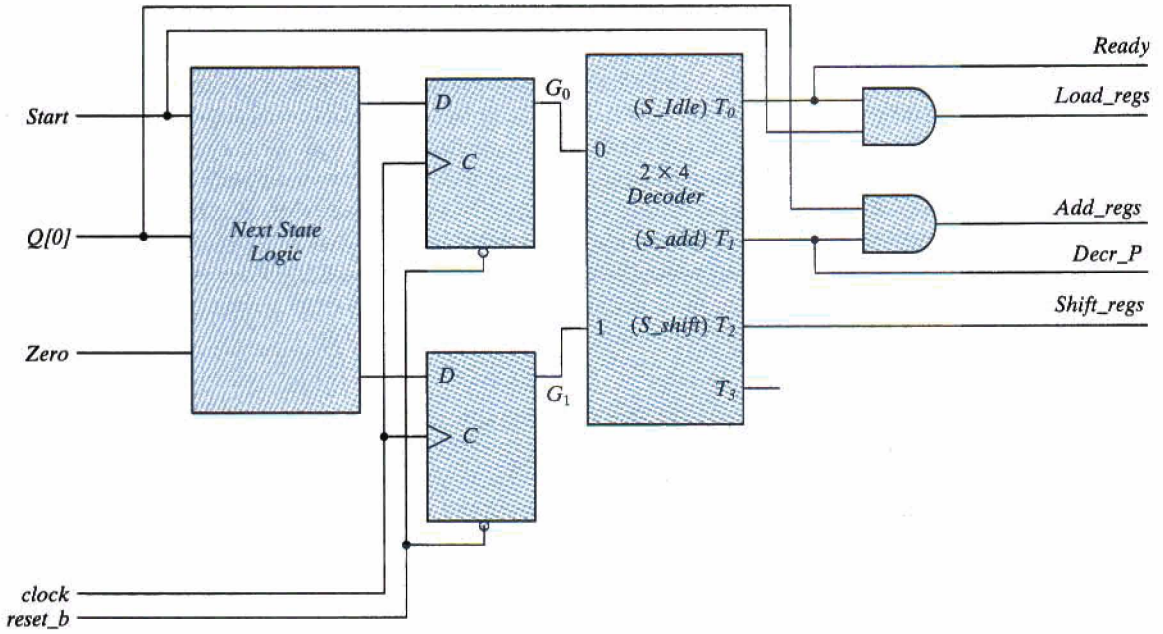 Ready
Start
D
G₀
(S_Idle) T₀
Load_regs
C
0
2 × 4
Decoder
Q[0]
Next State
Logic
(S_add) T₁
Add_regs
Decr_P
Zero
D
G₁
1
(S_shift) T₂
Shift_regs
T₃
C
clock
reset_b